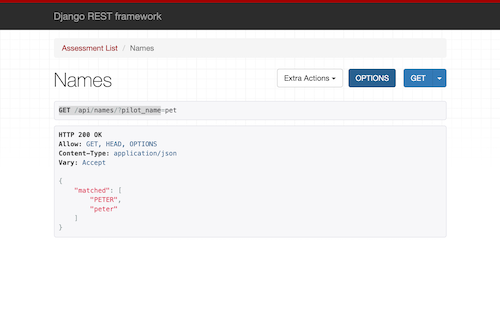 Django REST framework
Assessment List / Names
Names
Extra Actions
OPTIONS
GET
GET /api/names/?pilot_name=pet
HTTP 200 OK
Allow: GET, HEAD, OPTIONS
Content-Type: application/json
Vary: Accept
{
    "matched": [
        "PETER",
        "peter"
    ]
}